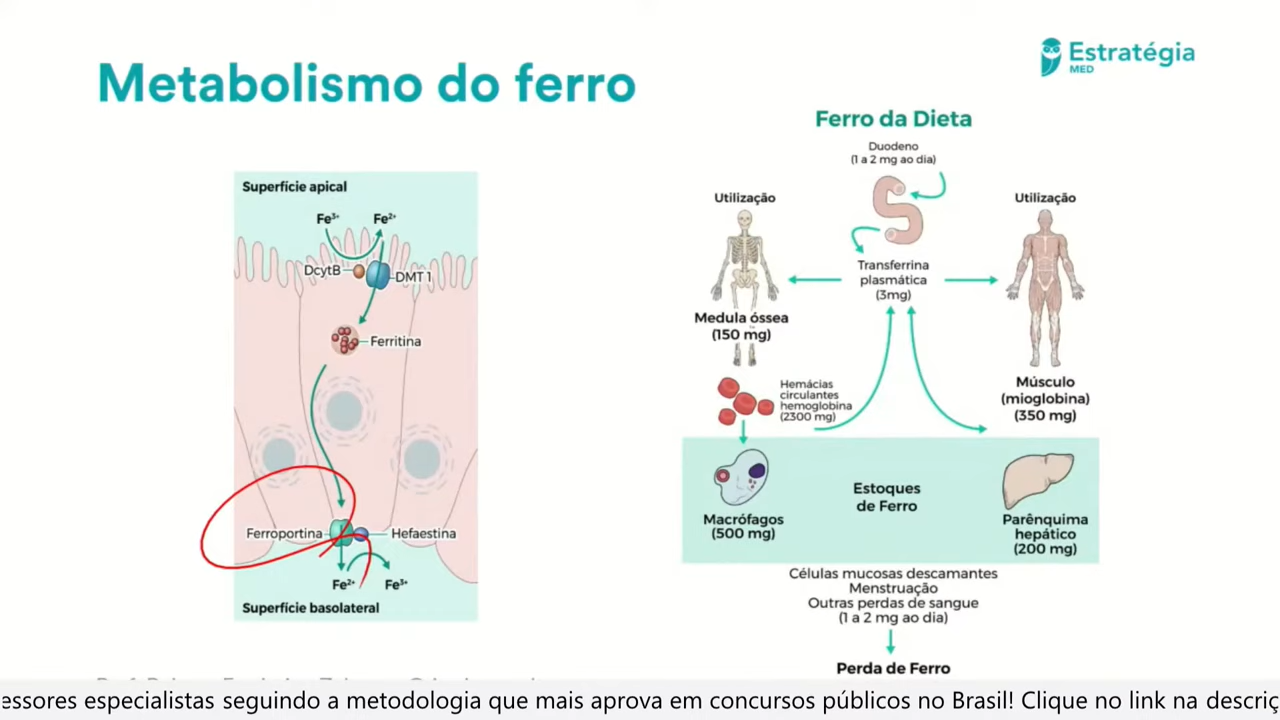 Metabolismo do ferro
Estratégia
MED
Superfície apical
Fe³⁺
Fe²⁺
DcytB
DMT 1
Ferritina
Ferroportina
Hefaestina
Fe²⁺
Fe³⁺
Superfície basolateral
Ferro da Dieta
Duodeno
(1 a 2 mg ao dia)
Utilização
Utilização
Transferrina
plasmática
(3mg)
Medula óssea
(150 mg)
Hemácias
circulantes
hemoglobina
(2300 mg)
Músculo
(mioglobina)
(350 mg)
Macrófagos
(500 mg)
Estoques
de Ferro
Parênquima
hepático
(200 mg)
Células mucosas descamantes
Menstruação
Outras perdas de sangue
(1 a 2 mg ao dia)
Perda de Ferro
essores especialistas seguindo a metodologia que mais aprova em concursos públicos no Brasil! Clique no link na descriç